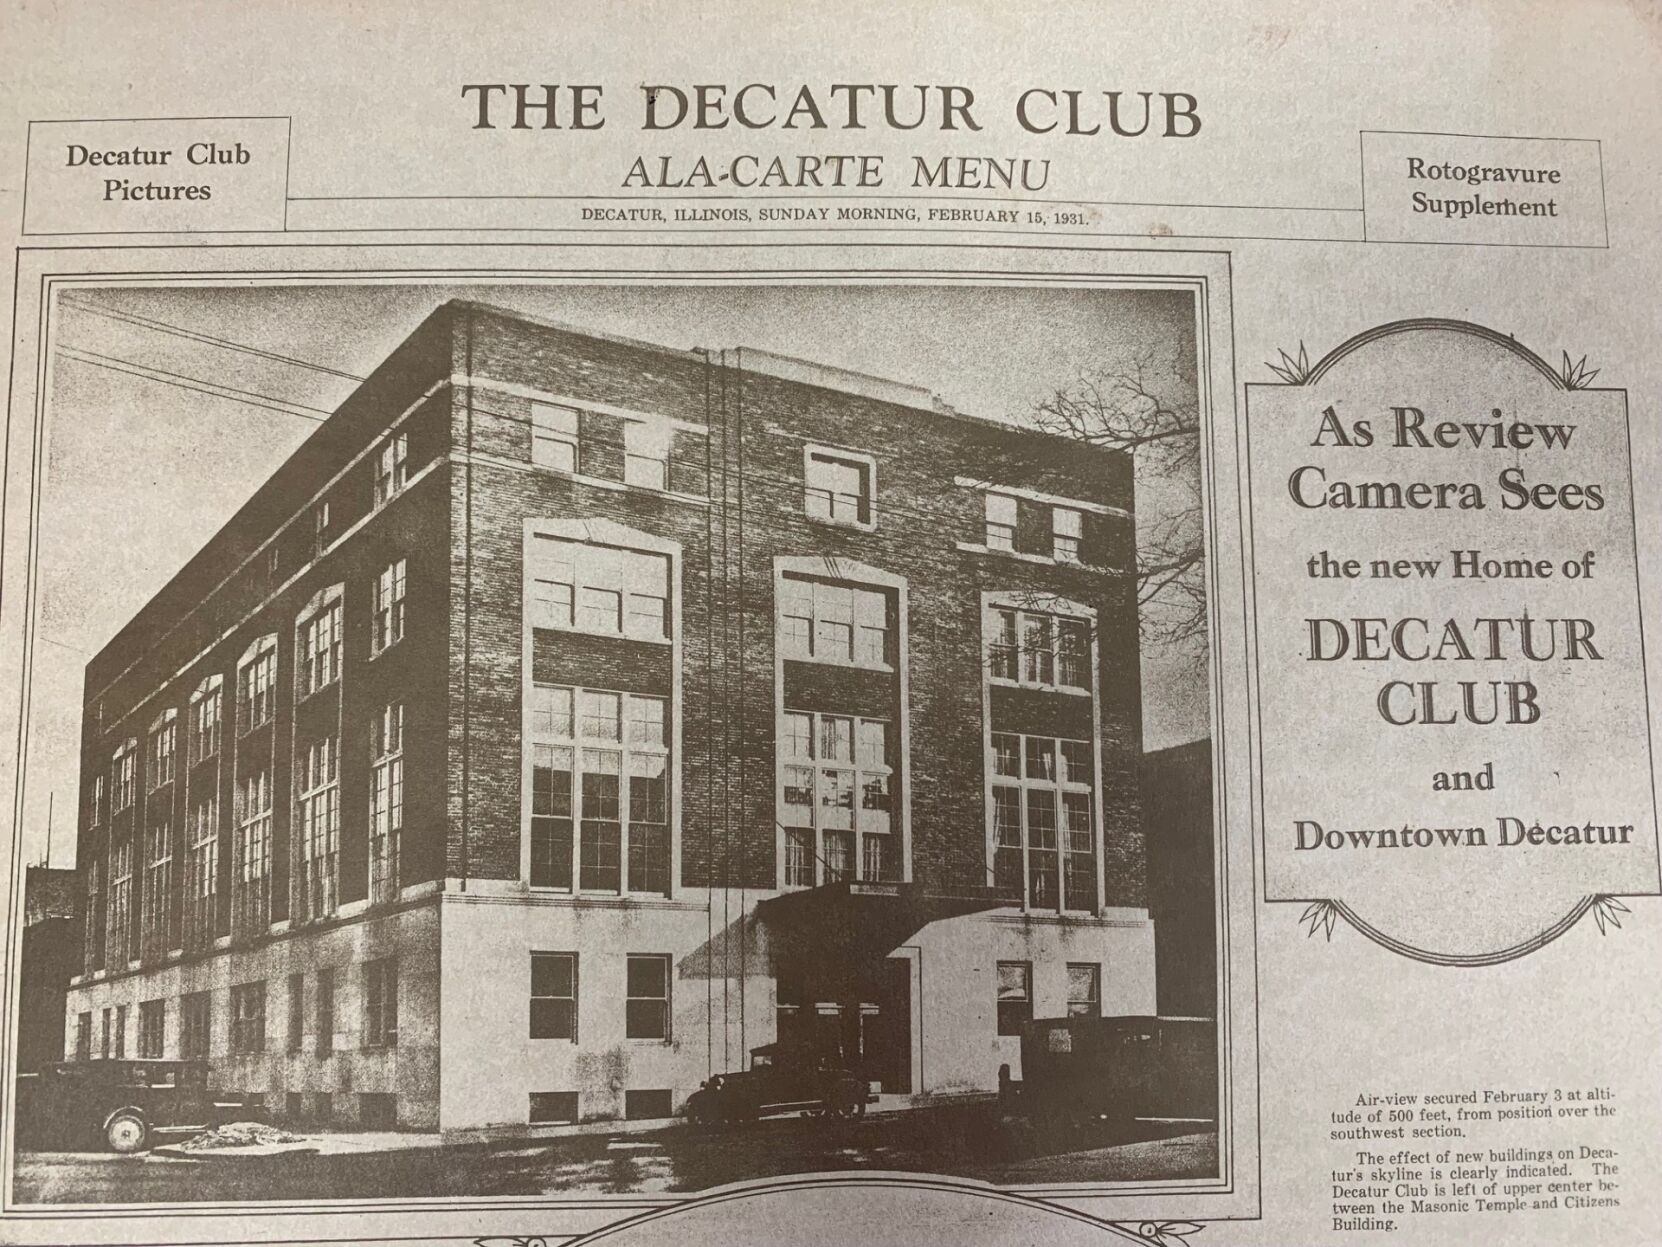 THE DECATUR CLUB
ALA-CARTE MENU
Decatur Club
Pictures
Rotogravure
Supplement
DECATUR, ILLINOIS, SUNDAY MORNING, FEBRUARY 15, 1931.
As Review
Camera Sees
the new Home of
DECATUR
CLUB
and
Downtown Decatur
Air-view secured February 3 at alti-
tude of 500 feet, from position over the
southwest section.
The effect of new buildings on Deca-
tur's skyline is clearly indicated. The
Decatur Club is left of upper center be-
tween the Masonic Temple and Citizens
Building.